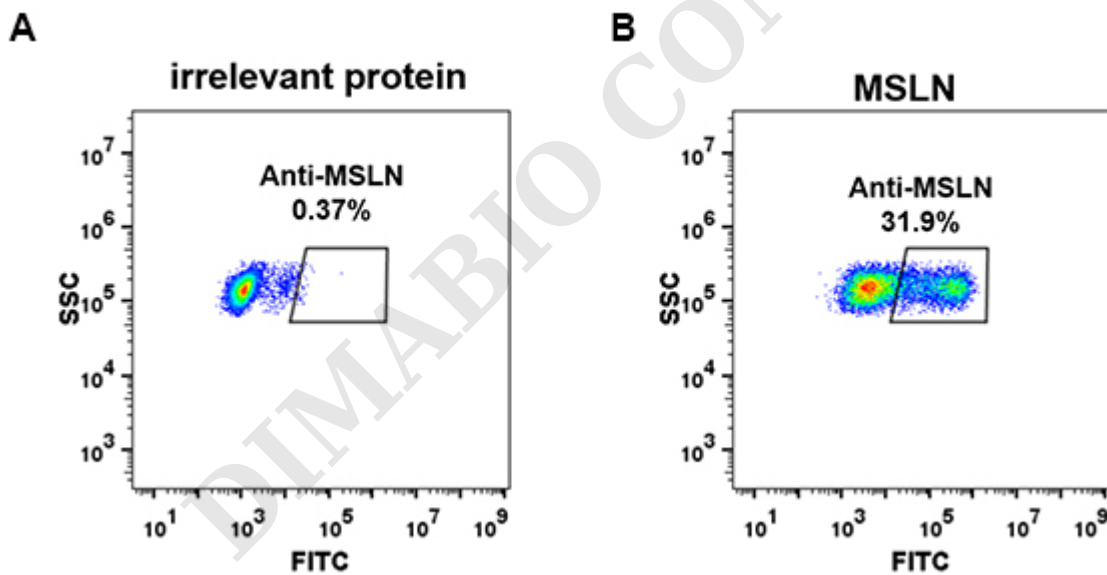 A
irrelevant protein
Anti-MSLN
0.37%
10⁷
10⁶
10⁵
10⁴
10³
SSC
10¹ 10³ 10⁵ 10⁷ 10⁹
FITC
B
MSLN
Anti-MSLN
31.9%
10⁷
10⁶
10⁵
10⁴
10³
SSC
10¹ 10³ 10⁵ 10⁷ 10⁹
FITC
DIMABIO CON